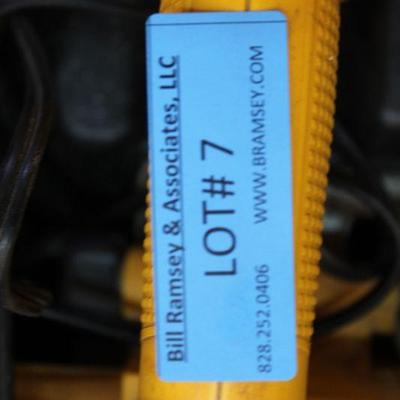 Bill Ramsey & Associates, LLC
LOT# 7
828.252.0406 WWW.BRAMSEY.COM